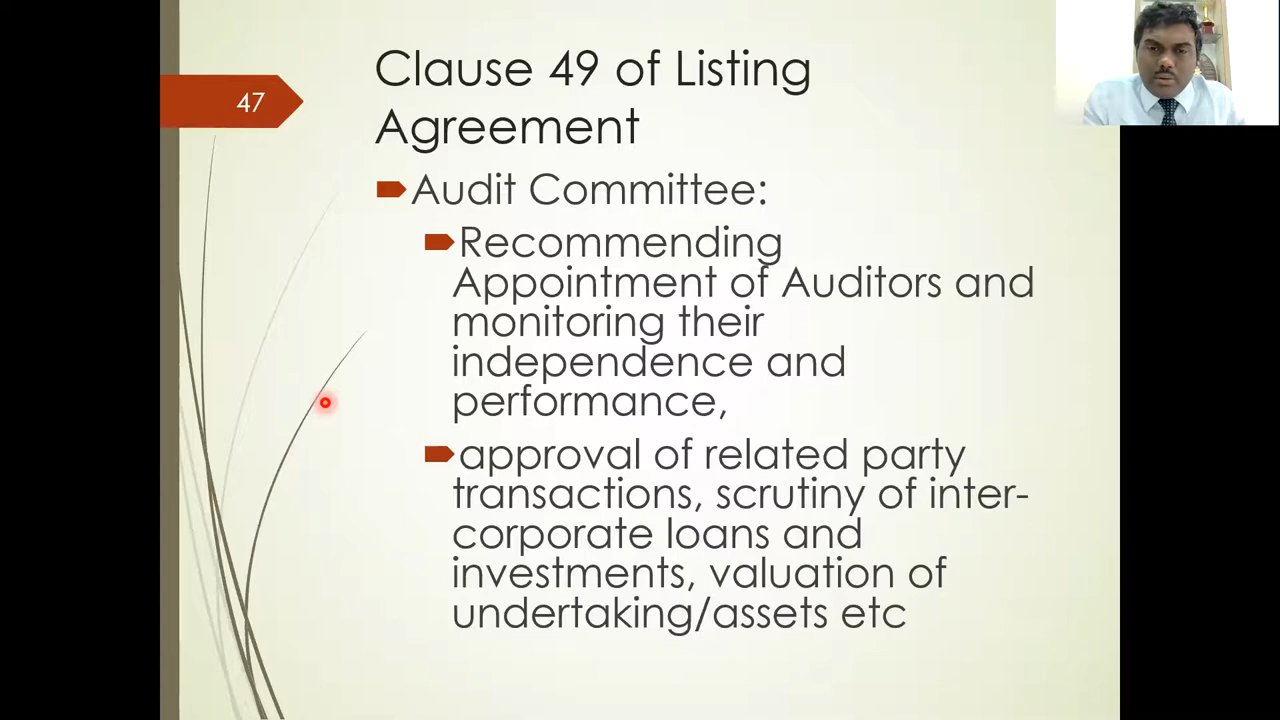 47
Clause 49 of Listing
Agreement
Audit Committee:
Recommending
Appointment of Auditors and
monitoring their
independence and
performance,
approval of related party
transactions, scrutiny of inter-
corporate loans and
investments, valuation of
undertaking/assets etc